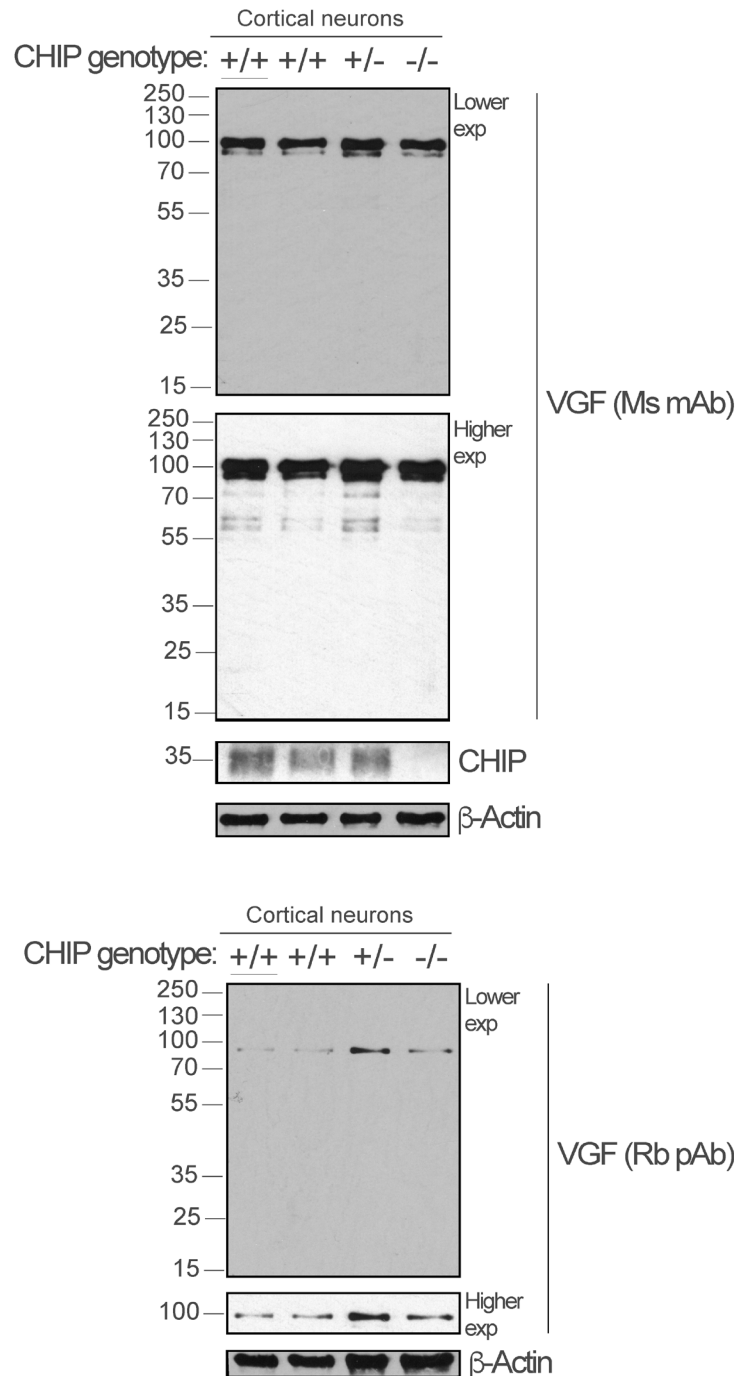 Cortical neurons
CHIP genotype: +/+ +/+ +/- -/-
250
130
100
70
55
35
25
15
Lower
exp
250
130
100
70
55
35
25
15
Higher
exp
VGF (Ms mAb)
35
CHIP
β-Actin
Cortical neurons
CHIP genotype: +/+ +/+ +/- -/-
250
130
100
70
55
35
25
15
Lower
exp
100
Higher
exp
VGF (Rb pAb)
β-Actin